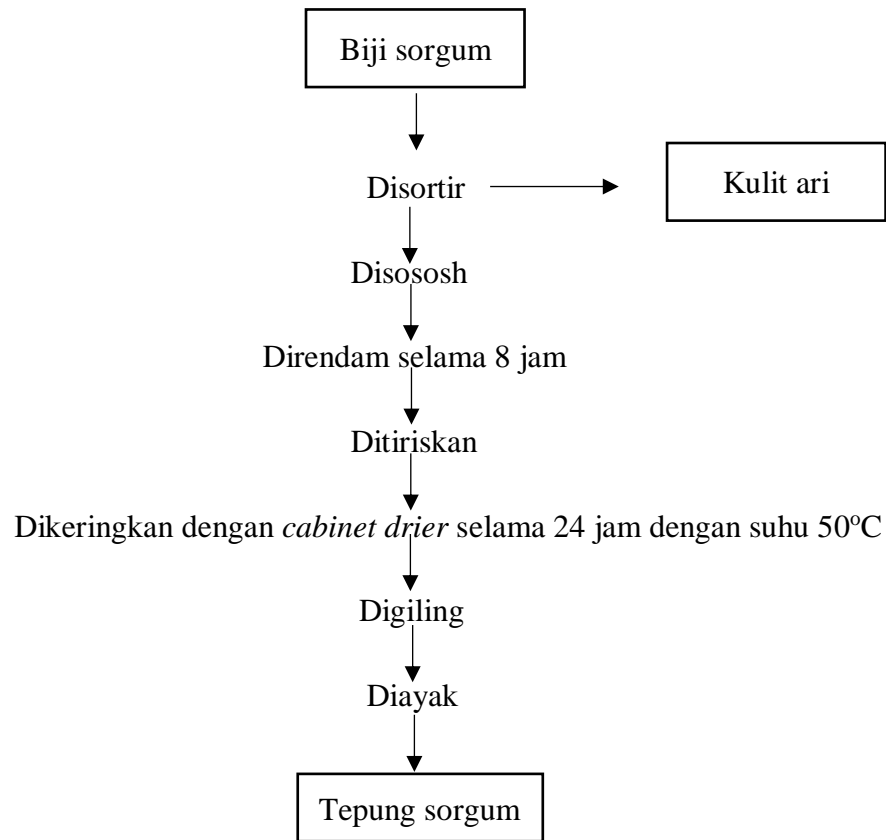 Biji sorgum
Disortir
Kulit ari
Disososh
Direndam selama 8 jam
Ditiriskan
Dikeringkan dengan cabinet drier selama 24 jam dengan suhu 50ºC
Digiling
Diayak
Tepung sorgum